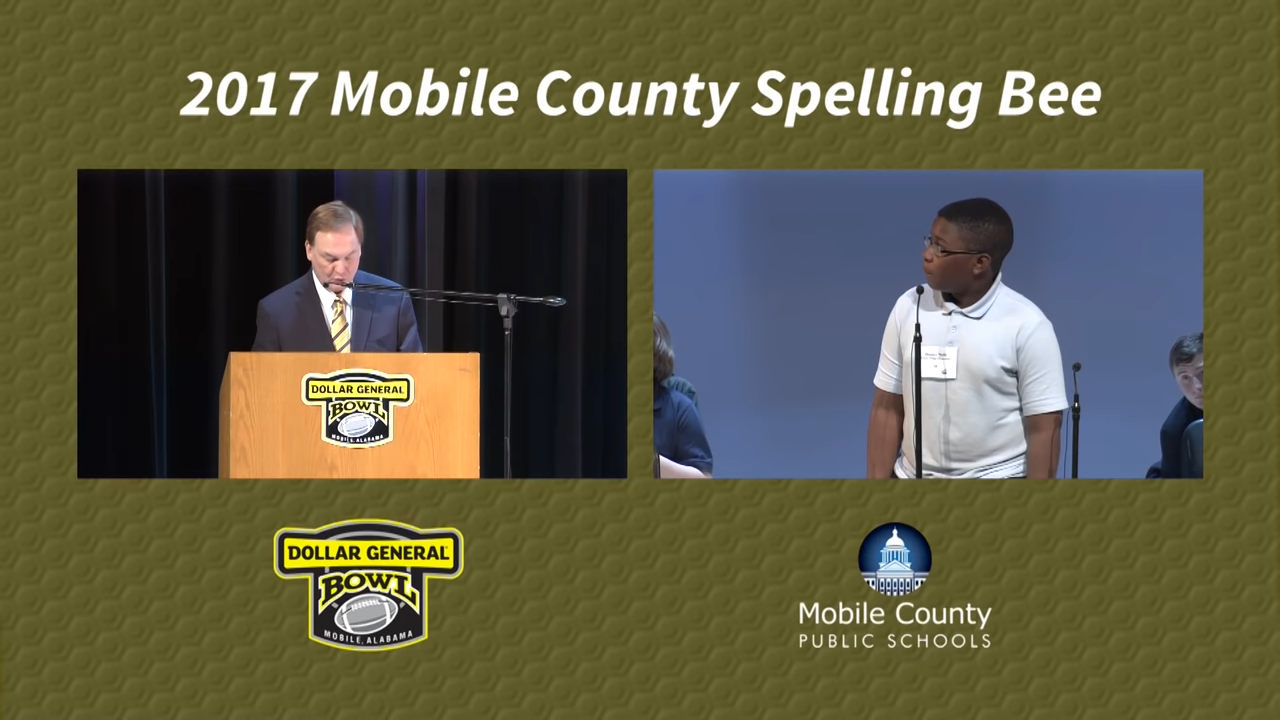 2017 Mobile County Spelling Bee
DOLLAR GENERAL
BOWL
MOBILE, ALABAMA
DOLLAR GENERAL
BOWL
MOBILE, ALABAMA
Mobile County
PUBLIC SCHOOLS